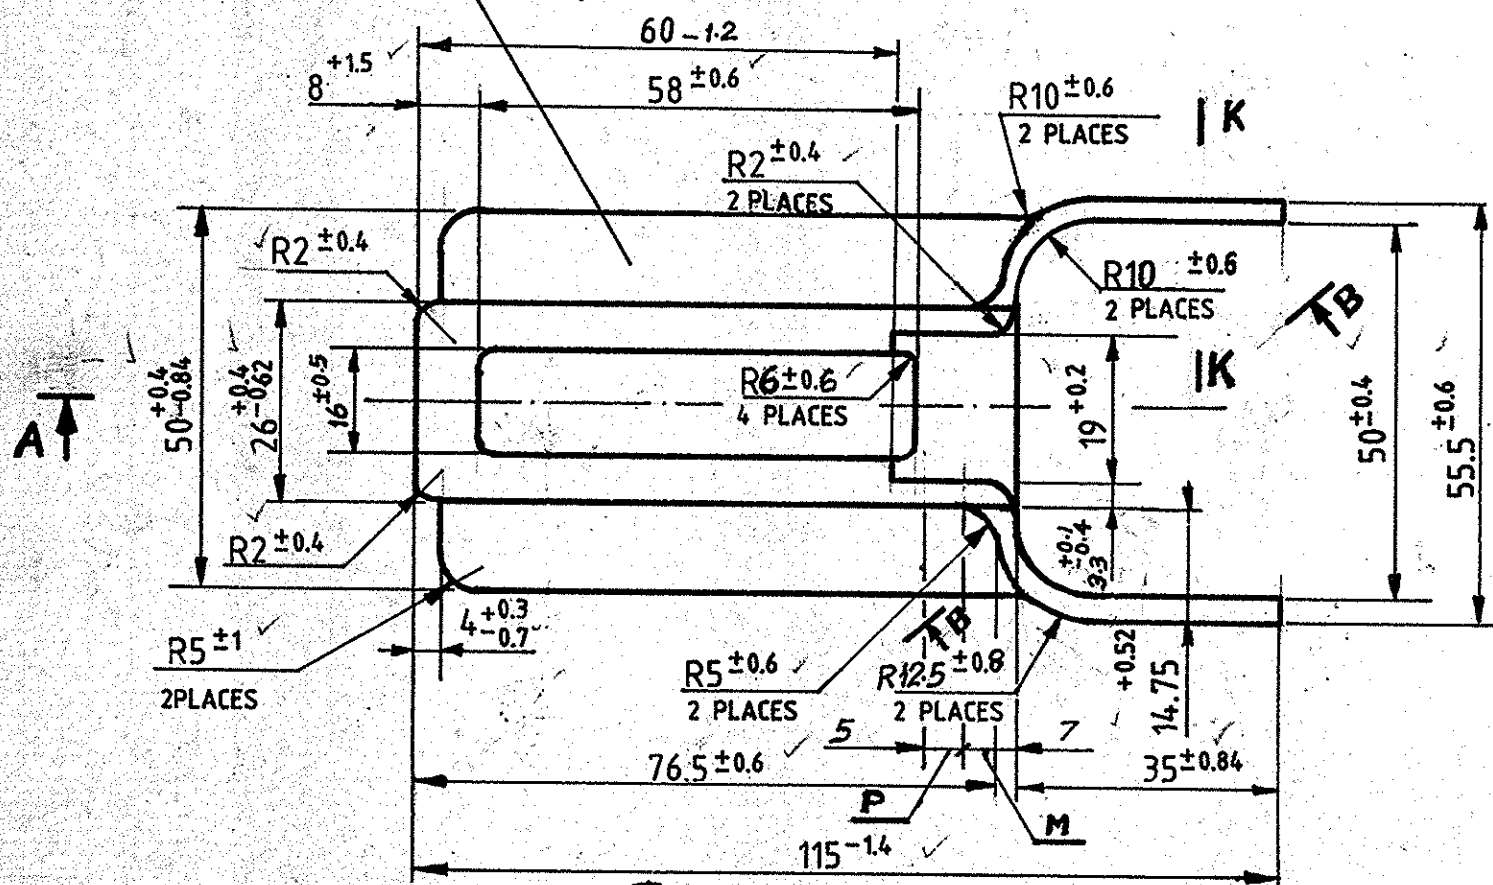 60 -1.2
8 +1.5
58 ±0.6
R10 ±0.6
2 PLACES
K
R2 ±0.4
2 PLACES
R2 ±0.4
R10 ±0.6
2 PLACES
B
K
A
50 +0.4 -0.84
26 +0.4 -0.62
16 ±0.5
R6 ±0.6
4 PLACES
19 +0.2
50 ±0.4
55.5 ±0.6
R2 ±0.4
3.3
R5 ±1
2PLACES
4 +0.3 -0.7
B
R5 ±0.6
2 PLACES
R12.5 ±0.8
2 PLACES
14.75 +0.52
5
7
76.5 ±0.6
35 ±0.84
P
M
115 -1.4